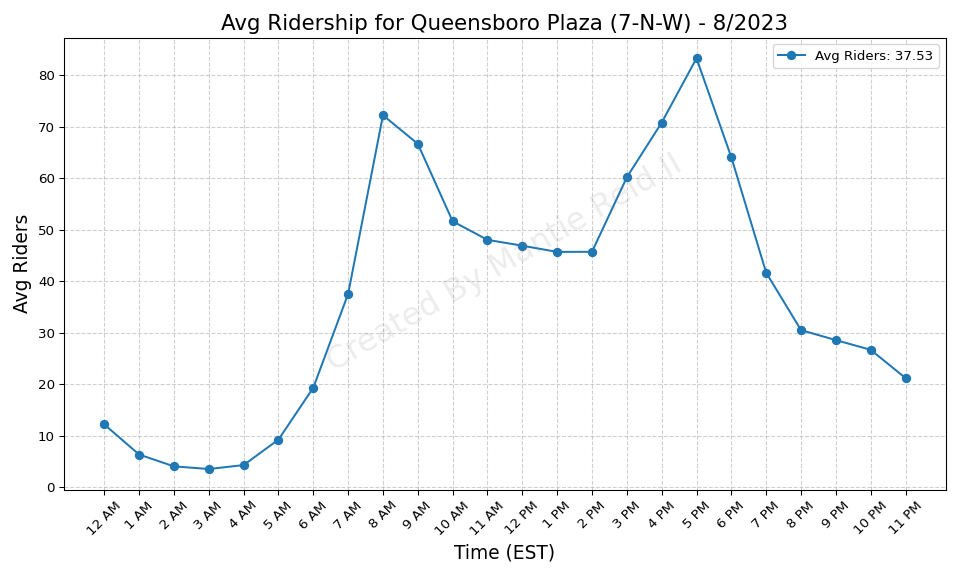 Avg Ridership for Queensboro Plaza (7-N-W) - 8/2023
Avg Riders: 37.53
Avg Riders
80
70
60
50
40
30
20
10
0
Created By Mantie Reid II
12 AM
1 AM
2 AM
3 AM
4 AM
5 AM
6 AM
7 AM
8 AM
9 AM
10 AM
11 AM
12 PM
1 PM
2 PM
3 PM
4 PM
5 PM
6 PM
7 PM
8 PM
9 PM
10 PM
11 PM
Time (EST)